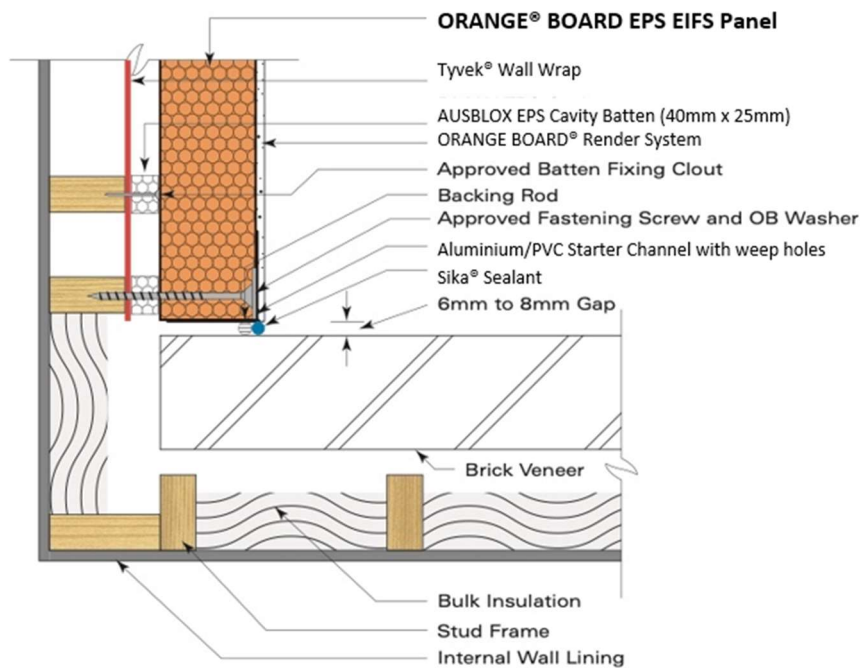 ORANGE® BOARD EPS EIFS Panel
Tyvek® Wall Wrap
AUSBLOX EPS Cavity Batten (40mm x 25mm)
ORANGE BOARD® Render System
Approved Batten Fixing Clout
Backing Rod
Approved Fastening Screw and OB Washer
Aluminium/PVC Starter Channel with weep holes
Sika® Sealant
6mm to 8mm Gap
Brick Veneer
Bulk Insulation
Stud Frame
Internal Wall Lining